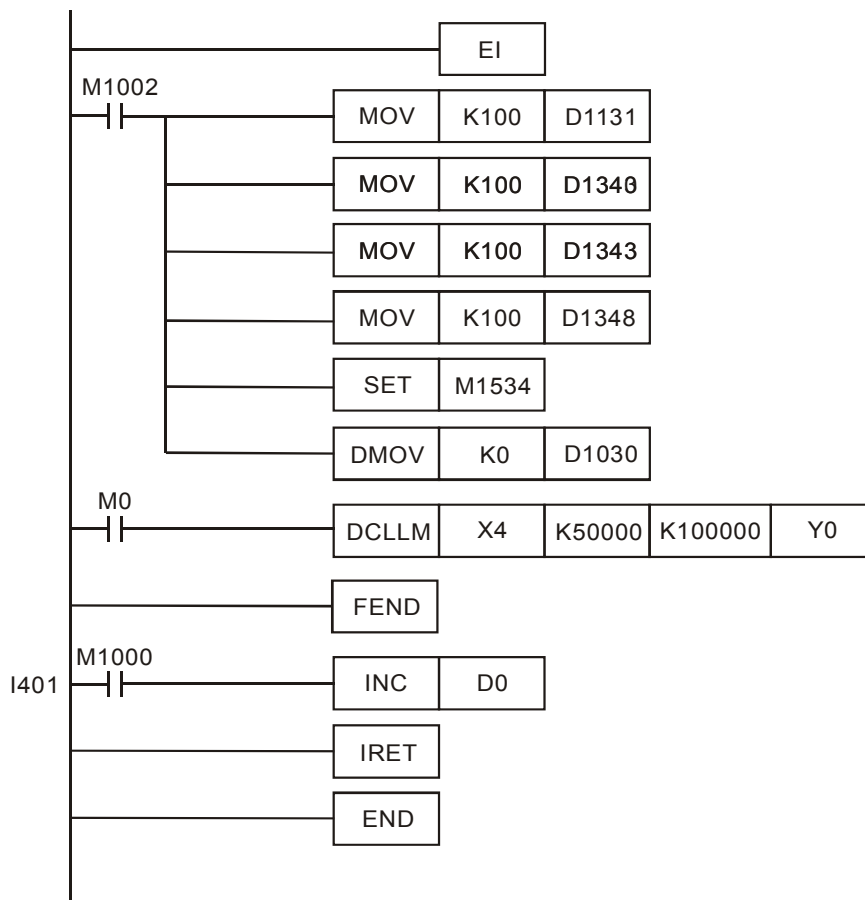 EI
M1002
MOV K100 D1131
MOV K100 D1340
MOV K100 D1343
MOV K100 D1348
SET M1534
DMOV K0 D1030
M0
DCLLM X4 K50000 K100000 Y0
FEND
M1000
I401 INC D0
IRET
END